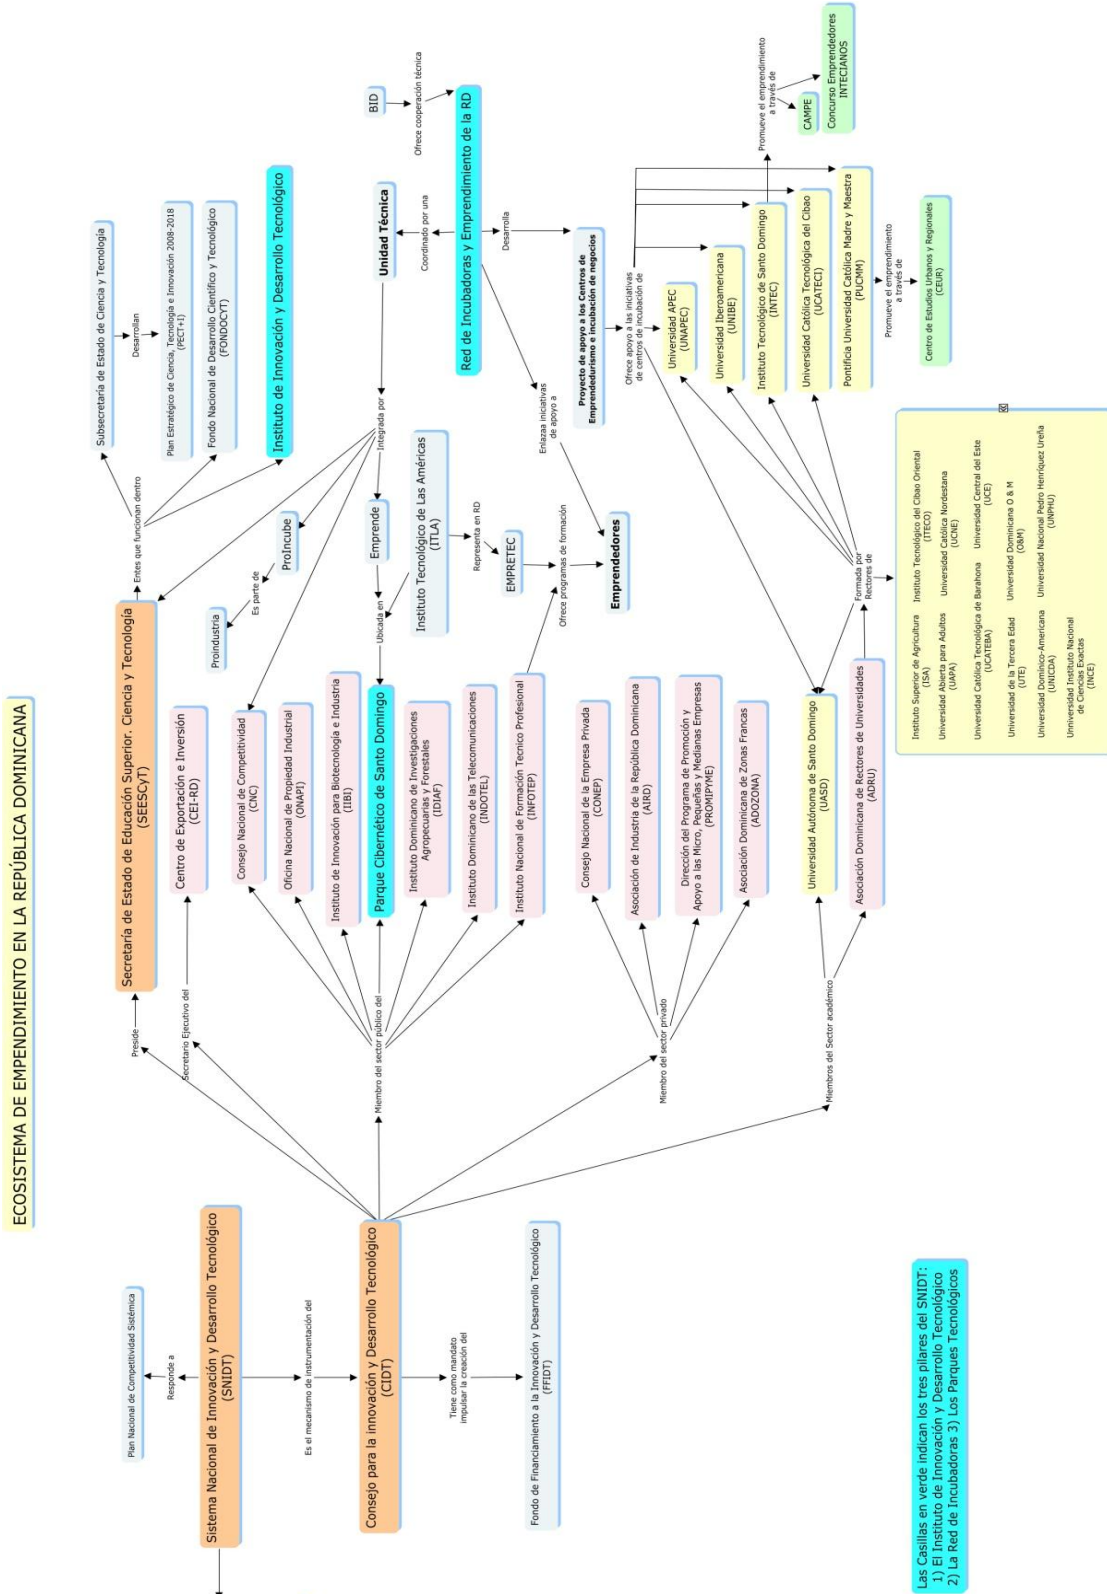 ECOSISTEMA DE EMPENDIMIENTO EN LA REPÚBLICA DOMINICANA
Plan Nacional de Competitividad Sistémica
Responde a
Sistema Nacional de Innovación y Desarrollo Tecnológico
(SNIDT)
Es el mecanismo de instrumentación del
Consejo para la innovación y Desarrollo Tecnológico
(CIDT)
Tiene como mandato
impulsar la creación del
Fondo de Financiamiento a la Innovación y Desarrollo Tecnológico
(FFIDT)
Las Casillas en verde indican los tres pilares del SNIDT:
1) El Instituto de Innovación y Desarrollo Tecnológico
2) La Red de Incubadoras 3) Los Parques Tecnológicos
Preside
Secretario Ejecutivo del
Miembro del sector público del
Miembro del sector privado
Miembros del Sector académico
Secretaría de Estado de Educación Superior. Ciencia y Tecnología
(SEESCyT)
Centro de Exportación e Inversión
(CEI-RD)
Consejo Nacional de Competitividad
(CNC)
Oficina Nacional de Propiedad Industrial
(ONAPI)
Instituto de Innovación para Biotecnología e Industria
(IIBI)
Parque Cibernético de Santo Domingo
Instituto Dominicano de Investigaciones
Agropecuarias y Forestales
(IDIAF)
Instituto Dominicano de las Telecomunicaciones
(INDOTEL)
Instituto Nacional de Formación Tecnico Profesional
(INFOTEP)
Consejo Nacional de la Empresa Privada
(CONEP)
Asociación de Industria de la República Dominicana
(AIRD)
Dirección del Programa de Promoción y
Apoyo a las Micro, Pequeñas y Medianas Empresas
(PROMIPYME)
Asociación Dominicana de Zonas Francas
(ADOZONA)
Universidad Autónoma de Santo Domingo
(UASD)
Asociación Dominicana de Rectores de Universidades
(ADRU)
Entes que funcionan dentro
Subsecretaría de Estado de Ciencia y Tecnología
Desarrollan
Plan Estratégico de Ciencia, Tecnología e Innovación 2008-2018
(PECT+I)
Fondo Nacional de Desarrollo Científico y Tecnológico
(FONDOCYT)
Instituto de Innovación y Desarrollo Tecnológico
Proindustria
Es parte de
ProIncube
Emprende
Integrada por
Ubicada en
Instituto Tecnológico de Las Américas
(ITLA)
Representa en RD
EMPRETEC
Ofrece programas de formación
Emprendedores
Unidad Técnica
Coordinado por una
BID
Ofrece cooperación técnica
Red de Incubadoras y Emprendimiento de la RD
Desarrolla
Enlazaa iniciativas
de apoyo a
Proyecto de apoyo a los Centros de
Emprendedurismo e incubación de negocios
Ofrece apoyo a las iniciativas
de centros de incubación de
Universidad APEC
(UNAPEC)
Universidad Iberoamericana
(UNIBE)
Instituto Tecnológico de Santo Domingo
(INTEC)
Universidad Católica Tecnológica del Cibao
(UCATECI)
Pontificia Universidad Católica Madre y Maestra
(PUCMM)
Promueve el emprendimiento
a través de
CAMPE
Concurso Emprendedores
INTECIANOS
Promueve el emprendimiento
a través de
Centro de Estudios Urbanos y Regionales
(CEUR)
Formada por
Rectores de
Instituto Superior de Agricultura
(ISA)
Instituto Tecnológico del Cibao Oriental
(ITECO)
Universidad Abierta para Adultos
(UAPA)
Universidad Católica Nordestana
(UCNE)
Universidad Católica Tecnológica de Barahona
(UCATEBA)
Universidad Central del Este
(UCE)
Universidad de la Tercera Edad
(UTE)
Universidad Dominicana O & M
(O&M)
Universidad Domínico-Americana
(UNICDA)
Universidad Nacional Pedro Henríquez Ureña
(UNPHU)
Unniversidad Instituto Nacional
de Ciencias Exactas
(INCE)